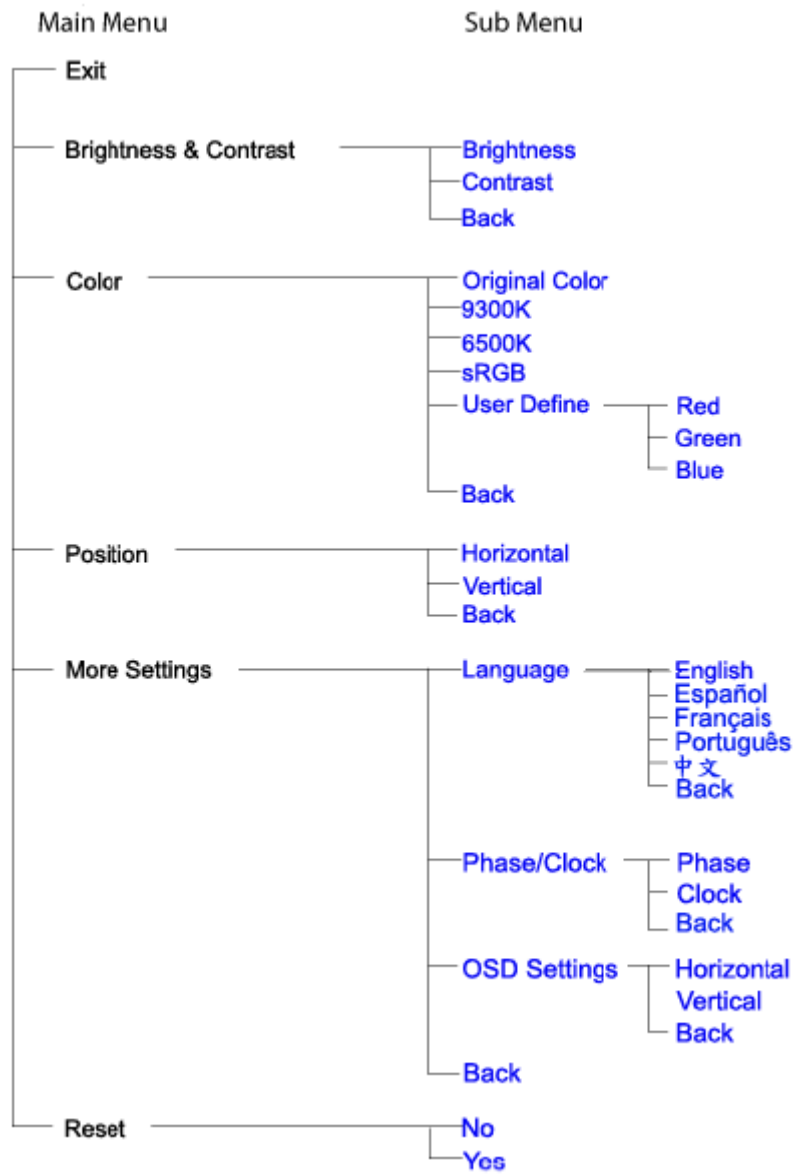 Main Menu Sub Menu
Exit
Brightness & Contrast Brightness
Contrast
Back
Color Original Color
9300K
6500K
sRGB
User Define Red
Green
Blue
Back
Position Horizontal
Vertical
Back
More Settings Language English
Español
Français
Português
中文
Back
Phase/Clock Phase
Clock
Back
OSD Settings Horizontal
Vertical
Back
Back
Reset No
Yes